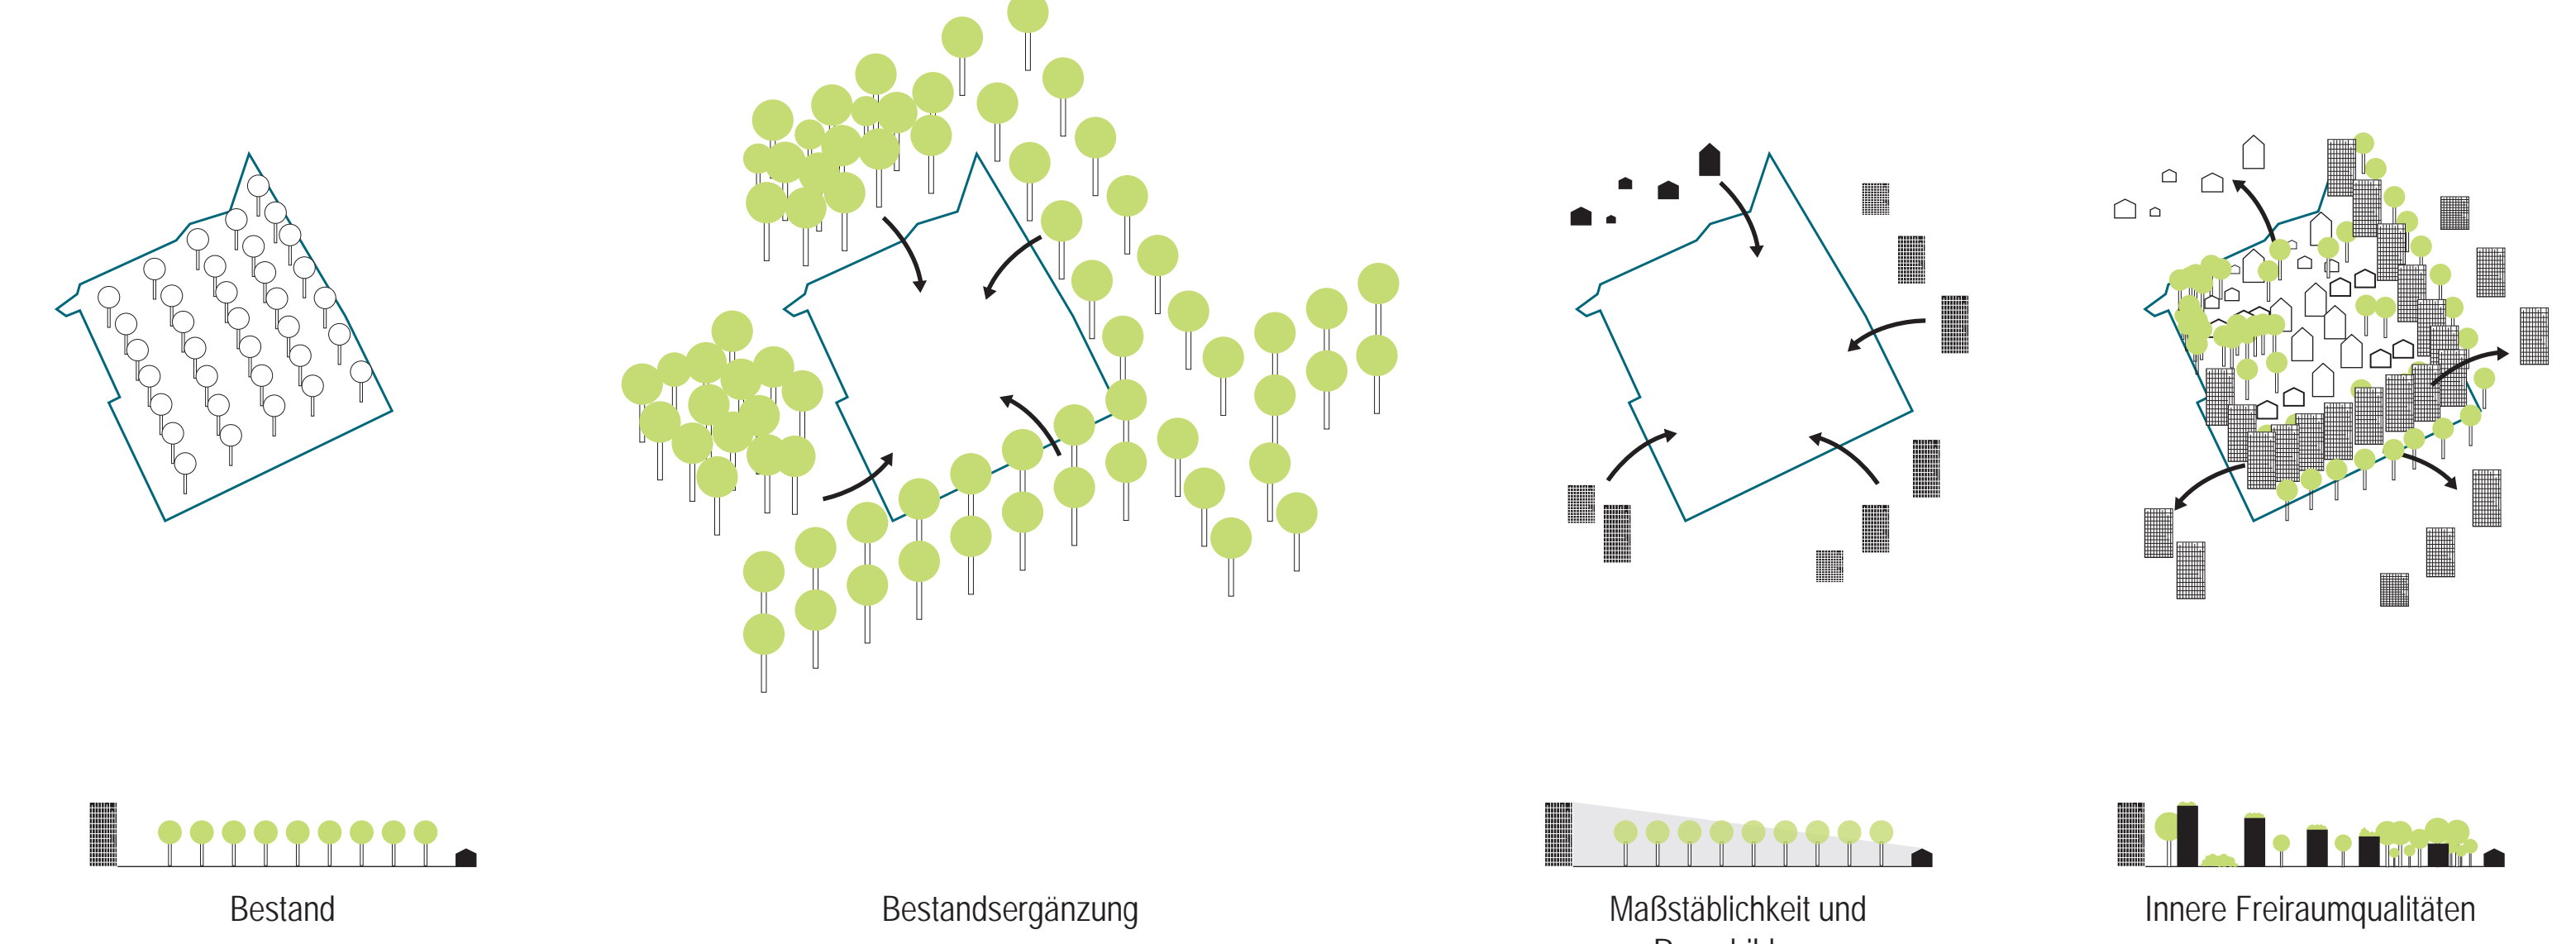 Bestand
Bestandsergänzung
Maßstäblichkeit und
Innere Freiraumqualitäten